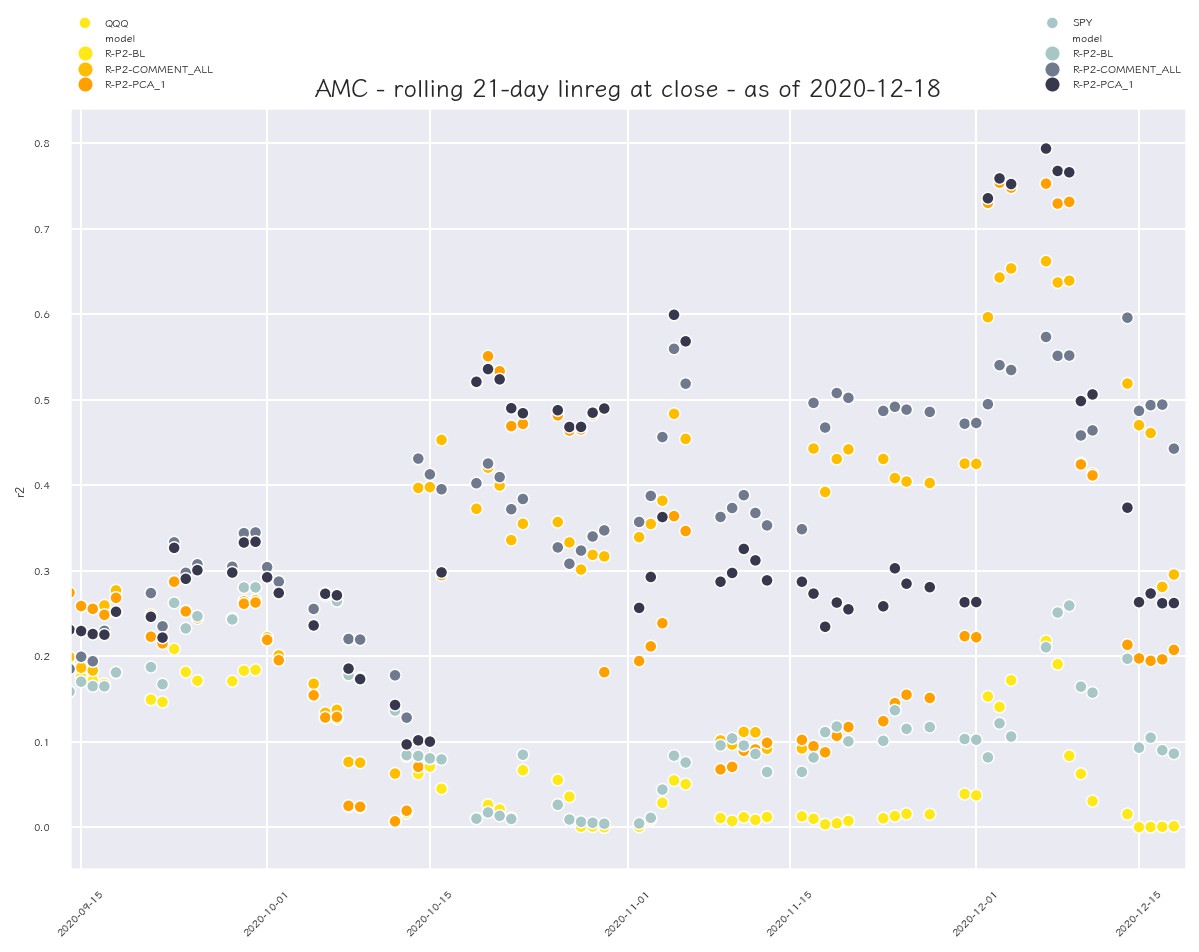 QQQ
model
R-P2-BL
R-P2-COMMENT_ALL
R-P2-PCA_1
SPY
model
R-P2-BL
R-P2-COMMENT_ALL
R-P2-PCA_1
AMC - rolling 21-day linreg at close - as of 2020-12-18
0.8
0.7
0.6
0.5
0.4
0.3
0.2
0.1
0.0
r2
2020-09-15
2020-10-01
2020-10-15
2020-11-01
2020-11-15
2020-12-01
2020-12-15